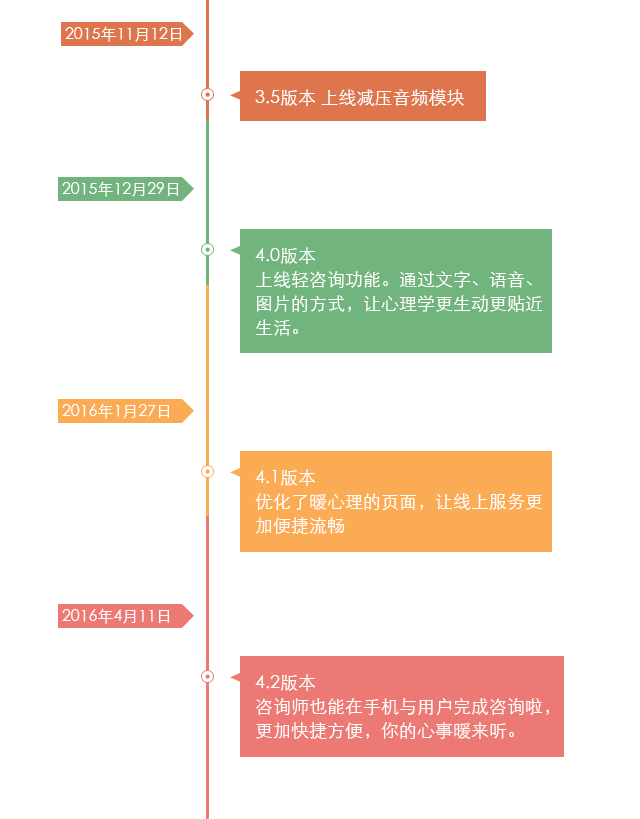 2015年11月12日
3.5版本 上线减压音频模块
2015年12月29日
4.0版本
上线轻咨询功能。通过文字、语音、
图片的方式，让心理学更生动更贴近
生活。
2016年1月27日
4.1版本
优化了暖心理的页面，让线上服务更
加便捷流畅
2016年4月11日
4.2版本
咨询师也能在手机与用户完成咨询啦，
更加快捷方便，你的心事暖来听。